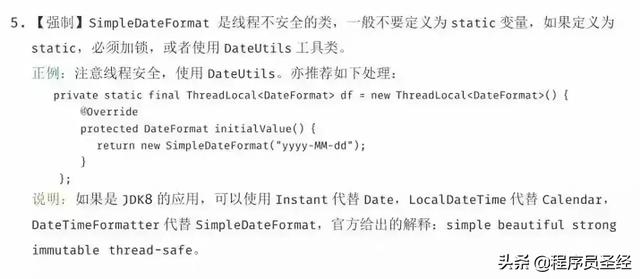 5. 【强制】SimpleDateFormat 是线程不安全的类，一般不要定义为 static 变量，如果定义为
static，必须加锁，或者使用 DateUtils 工具类。
正例：注意线程安全，使用 DateUtils。亦推荐如下处理：
private static final ThreadLocal<DateFormat> df = new ThreadLocal<DateFormat>() {
@Override
protected DateFormat initialValue() {
return new SimpleDateFormat("yyyy-MM-dd");
}
};
说明：如果是 JDK8 的应用，可以使用 Instant 代替 Date，LocalDateTime 代替 Calendar，
DateTimeFormatter 代替 SimpleDateFormat，官方给出的解释：simple beautiful strong
immutable thread-safe。
头条 @程序员圣经